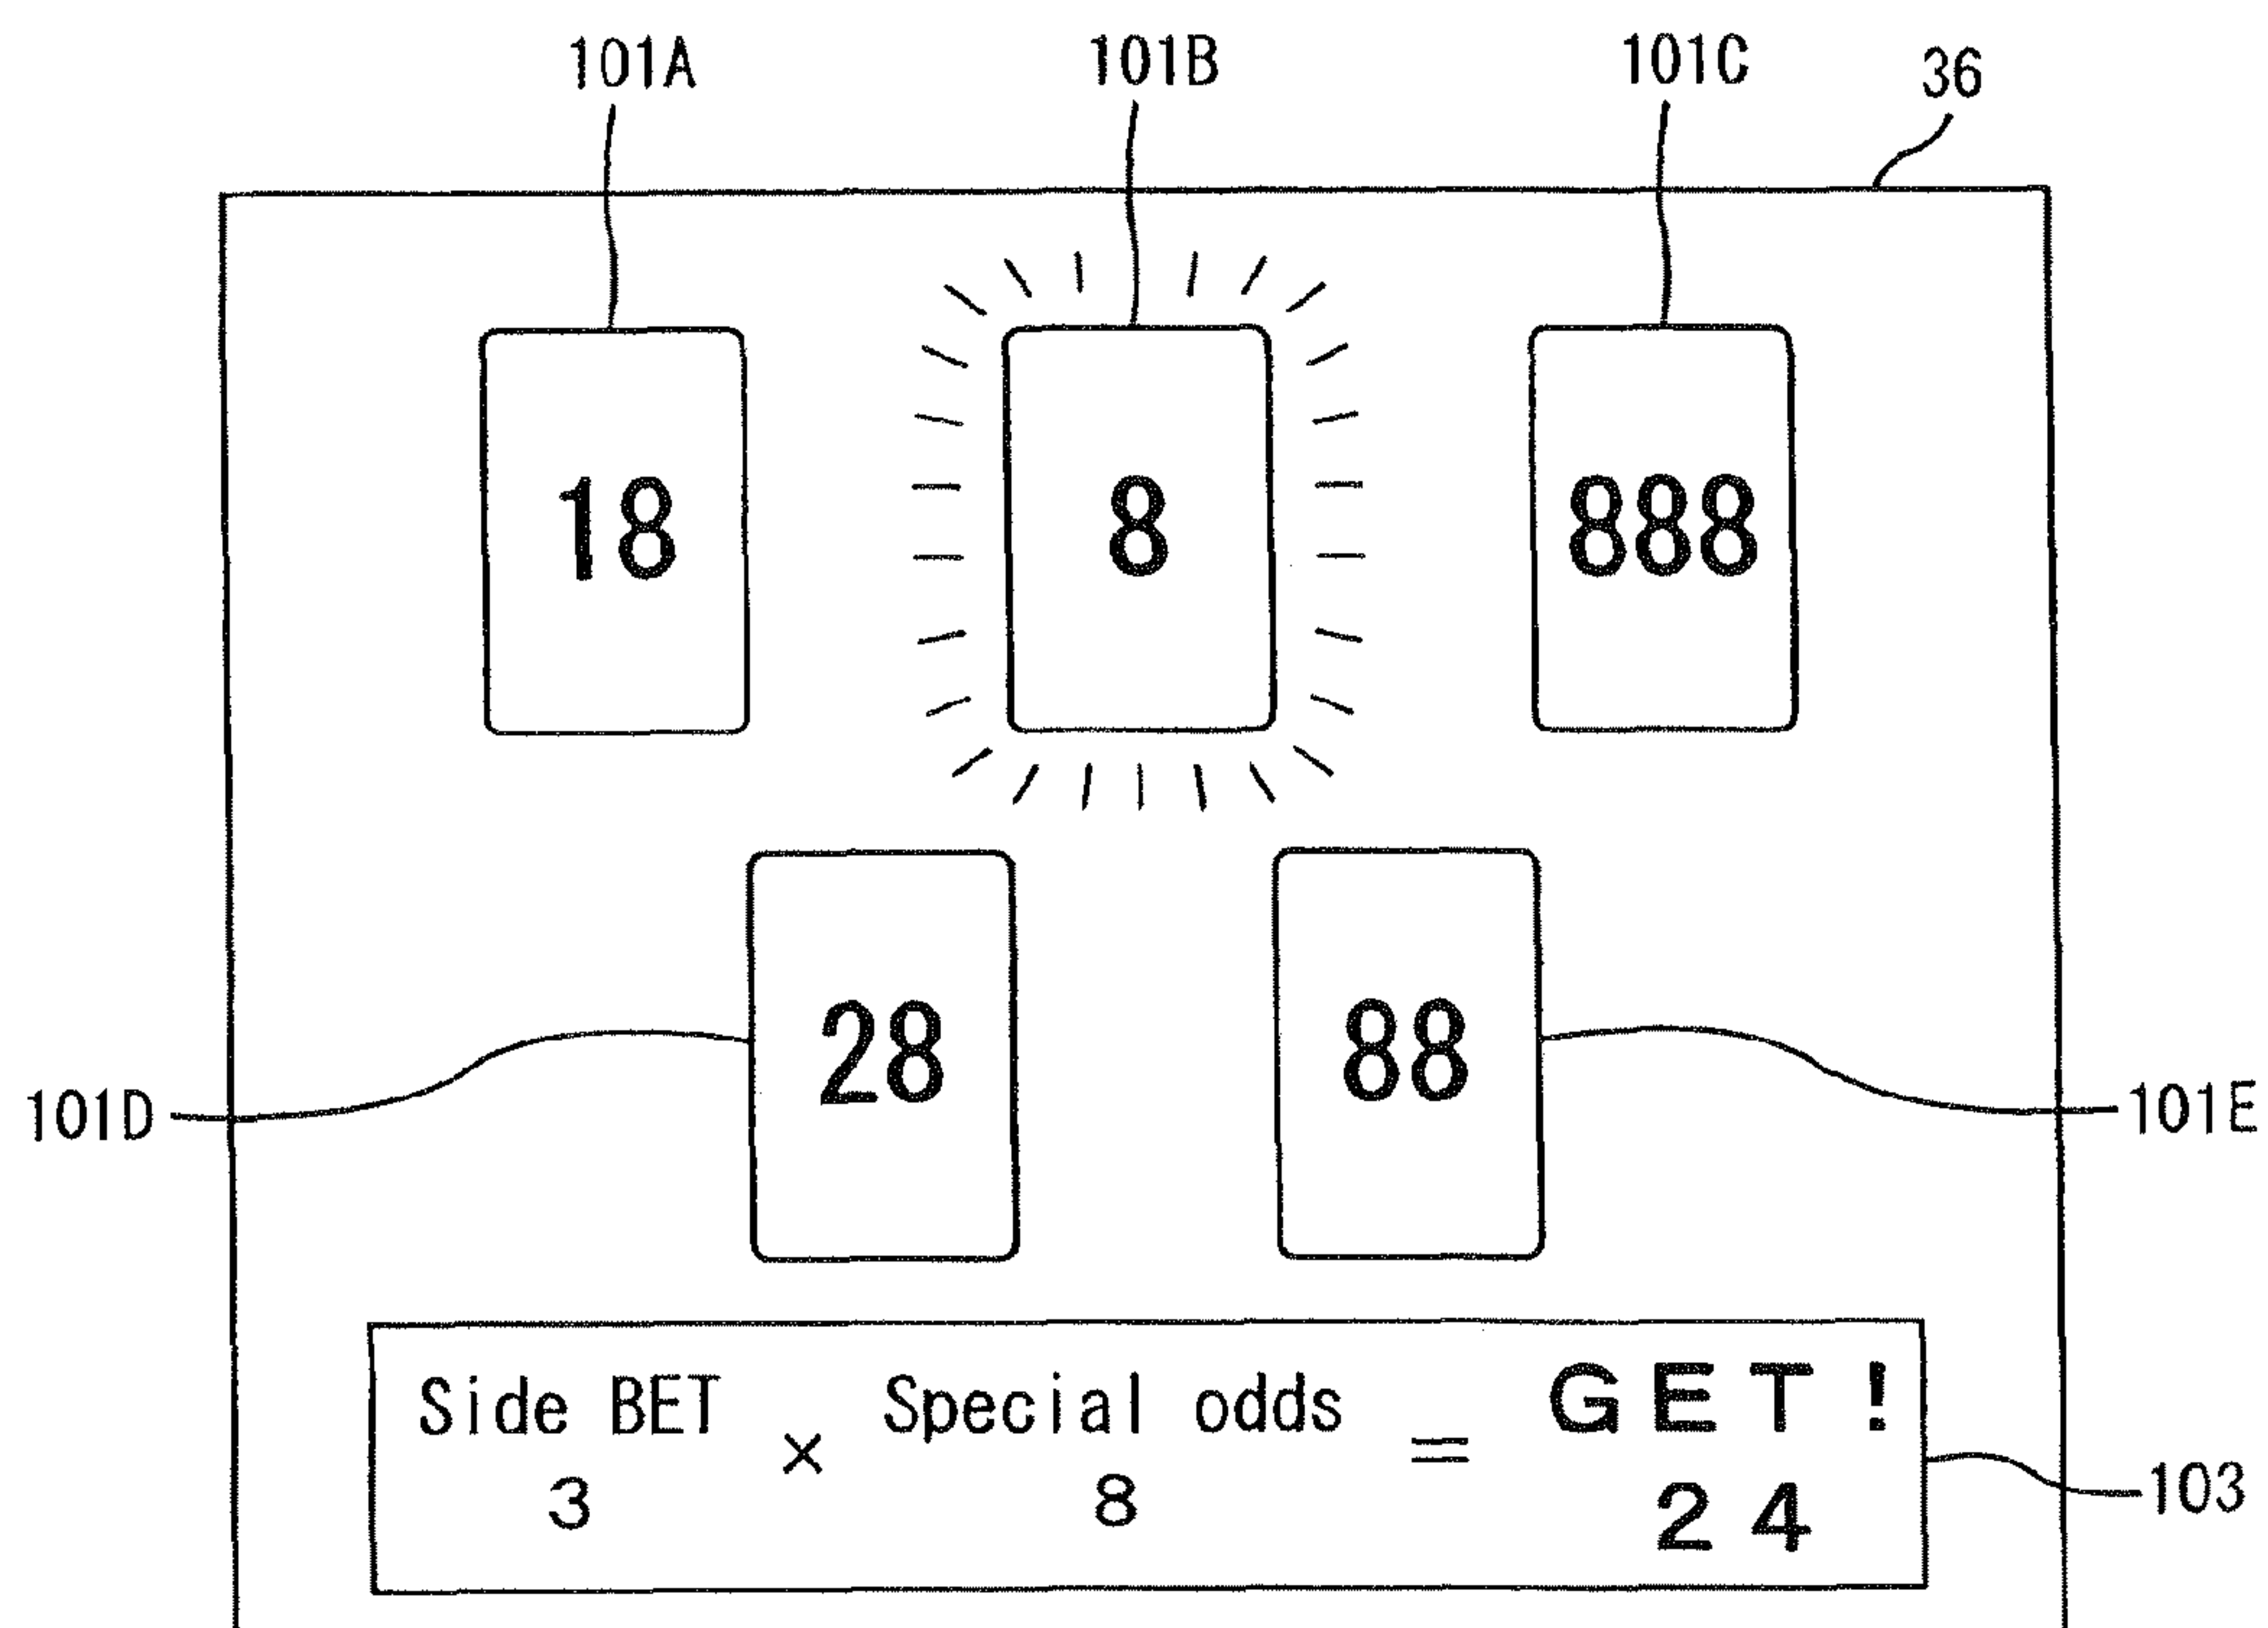 101A 101B 101C 36
18 8 888
28 88
101D 101E
Side BET × Special odds = GET!
3 8 24
103